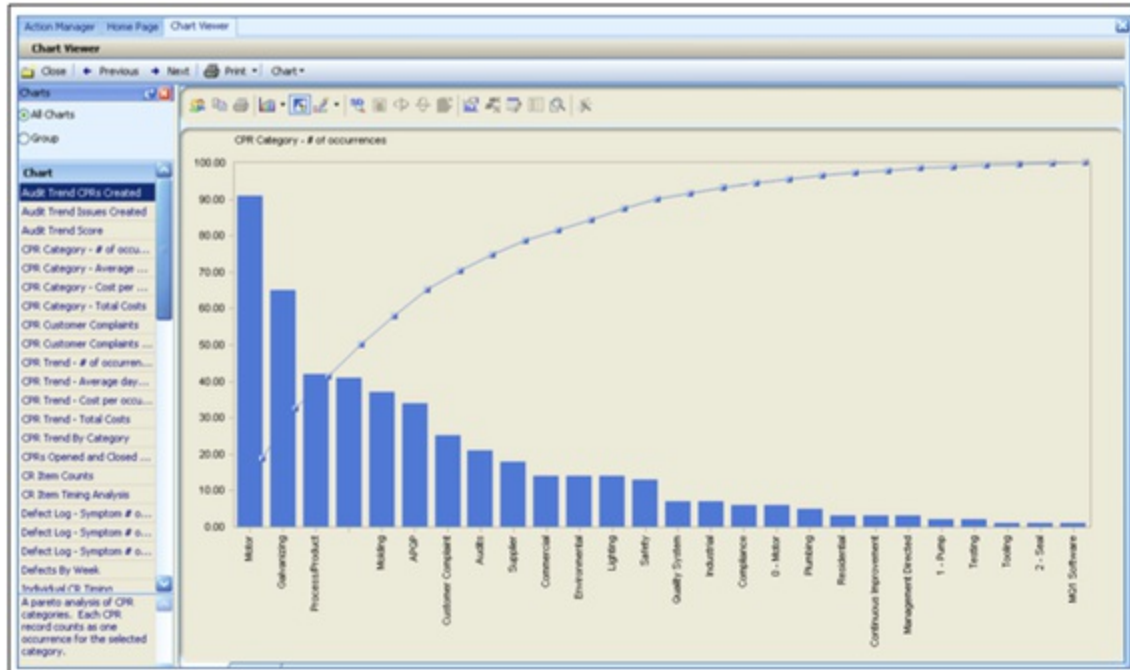 Action Manager Home Page Chart Viewer
Chart Viewer
Close Previous Next Print Chart
Charts
All Charts
Group
Chart
Audit Trend CPRs Created
Audit Trend Issues Created
Audit Trend Score
CPR Category - # of occu...
CPR Category - Average ...
CPR Category - Cost per ...
CPR Category - Total Costs
CPR Customer Complaints
CPR Customer Complaints ...
CPR Trend - # of occurren...
CPR Trend - Average day...
CPR Trend - Cost per occu...
CPR Trend - Total Costs
CPR Trend By Category
CPRs Opened and Closed ...
CR Item Counts
CR Item Timing Analysis
Defect Log - Symptom # o...
Defect Log - Symptom # o...
Defect Log - Symptom # o...
Defects By Week
Individual CR Timing
A pareto analysis of CPR
categories. Each CPR
record counts as one
occurrence for the selected
category.
CPR Category - # of occurrences
100.00
90.00
80.00
70.00
60.00
50.00
40.00
30.00
20.00
10.00
0.00
Motor
Galvanizing
Process/Product
Molding
APQP
Customer Complaint
Audits
Supplier
Commercial
Environmental
Lighting
Safety
Quality System
Industrial
Compliance
0 - Motor
Plumbing
Residential
Continuous Improvement
Management Directed
1 - Pump
Testing
Tooling
2 - Seal
MQ1 Software